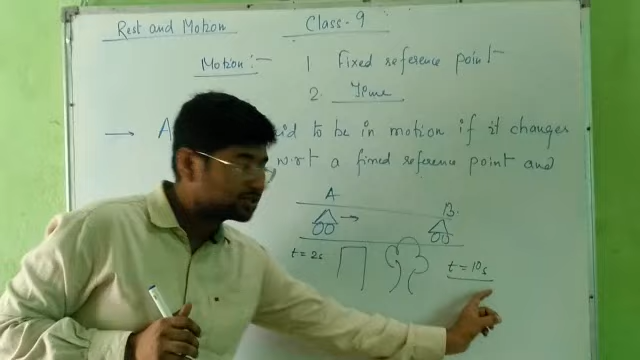 Rest and Motion
Class-9
Motion:-
1 Fixed reference point-
2. Time
→ A to be in motion if it changes
w.r.t a fixed reference point and
A
B.
t = 2s
t = 10s